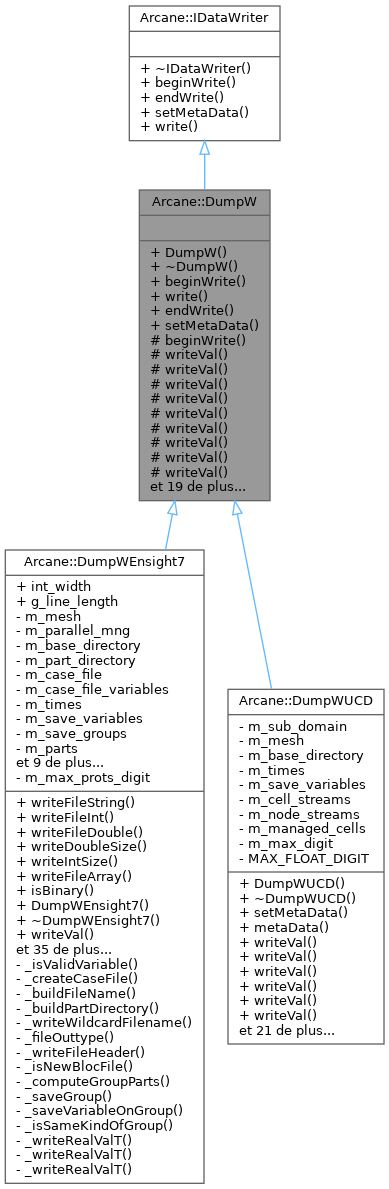 Arcane::IDataWriter
+ ~IDataWriter()
+ beginWrite()
+ endWrite()
+ setMetaData()
+ write()
Arcane::DumpW
+ DumpW()
+ ~DumpW()
+ beginWrite()
+ write()
+ endWrite()
+ setMetaData()
# beginWrite()
# writeVal()
# writeVal()
# writeVal()
# writeVal()
# writeVal()
# writeVal()
# writeVal()
# writeVal()
# writeVal()
et 19 de plus...
Arcane::DumpWEnsight7
+ int_width
+ g_line_length
- m_mesh
- m_parallel_mng
- m_base_directory
- m_part_directory
- m_case_file
- m_case_file_variables
- m_times
- m_save_variables
- m_save_groups
- m_parts
et 9 de plus...
- m_max_prots_digit
+ writeFileString()
+ writeFileInt()
+ writeFileDouble()
+ writeDoubleSize()
+ writeIntSize()
+ writeFileArray()
+ isBinary()
+ DumpWEnsight7()
+ ~DumpWEnsight7()
+ writeVal()
et 35 de plus...
- _isValidVariable()
- _createCaseFile()
- _buildFileName()
- _buildPartDirectory()
- _writeWildcardFilename()
- _fileOuttype()
- _writeFileHeader()
- _isNewBlocFile()
- _computeGroupParts()
- _saveGroup()
- _saveVariableOnGroup()
- _isSameKindOfGroup()
- _writeRealValT()
- _writeRealValT()
- _writeRealValT()
Arcane::DumpWUCD
- m_sub_domain
- m_mesh
- m_base_directory
- m_times
- m_save_variables
- m_cell_streams
- m_node_streams
- m_managed_cells
- m_max_digit
- MAX_FLOAT_DIGIT
+ DumpWUCD()
+ ~DumpWUCD()
+ setMetaData()
+ metaData()
+ writeVal()
+ writeVal()
+ writeVal()
+ writeVal()
+ writeVal()
+ writeVal()
et 21 de plus...